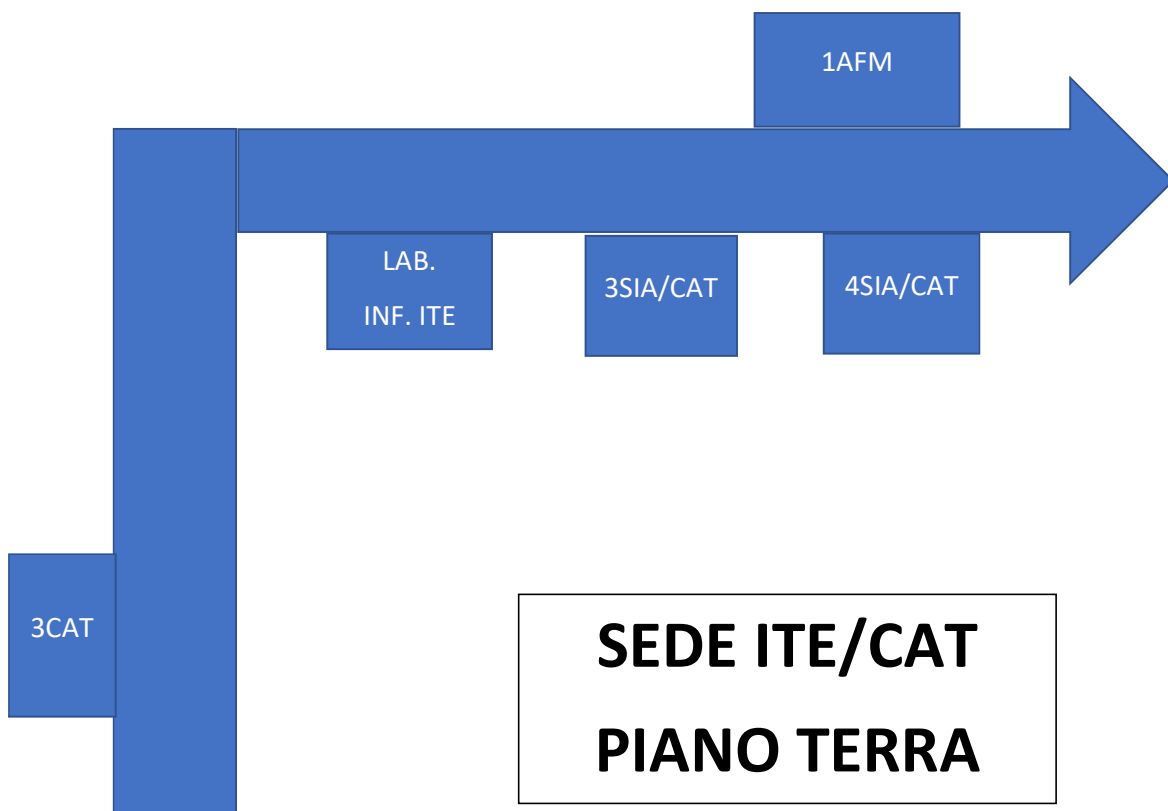 1AFM
LAB.
INF. ITE
3SIA/CAT
4SIA/CAT
3CAT
SEDE ITE/CAT
PIANO TERRA